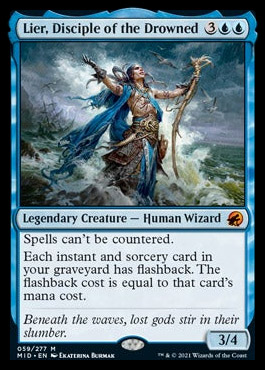 Lier, Disciple of the Drowned 3
Legendary Creature — Human Wizard
Spells can't be countered.
Each instant and sorcery card in
your graveyard has flashback. The
flashback cost is equal to that card's
mana cost.
Beneath the waves, lost gods stir in their
slumber.
3/4
059/277 M
MID • EN Ekaterina Burmak
™ & © 2021 Wizards of the Coast